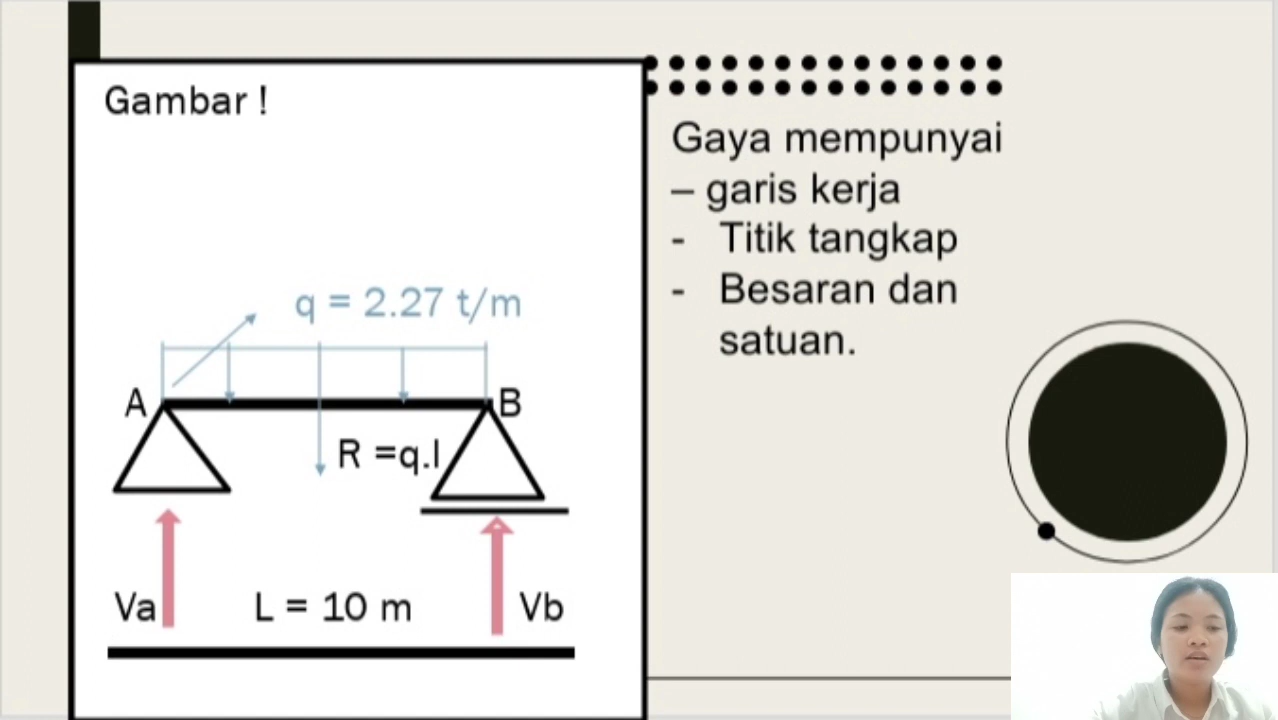 Gambar !
q = 2.27 t/m
A
B
R =q.l
Va
L = 10 m
Vb
Gaya mempunyai
– garis kerja
- Titik tangkap
- Besaran dan
satuan.